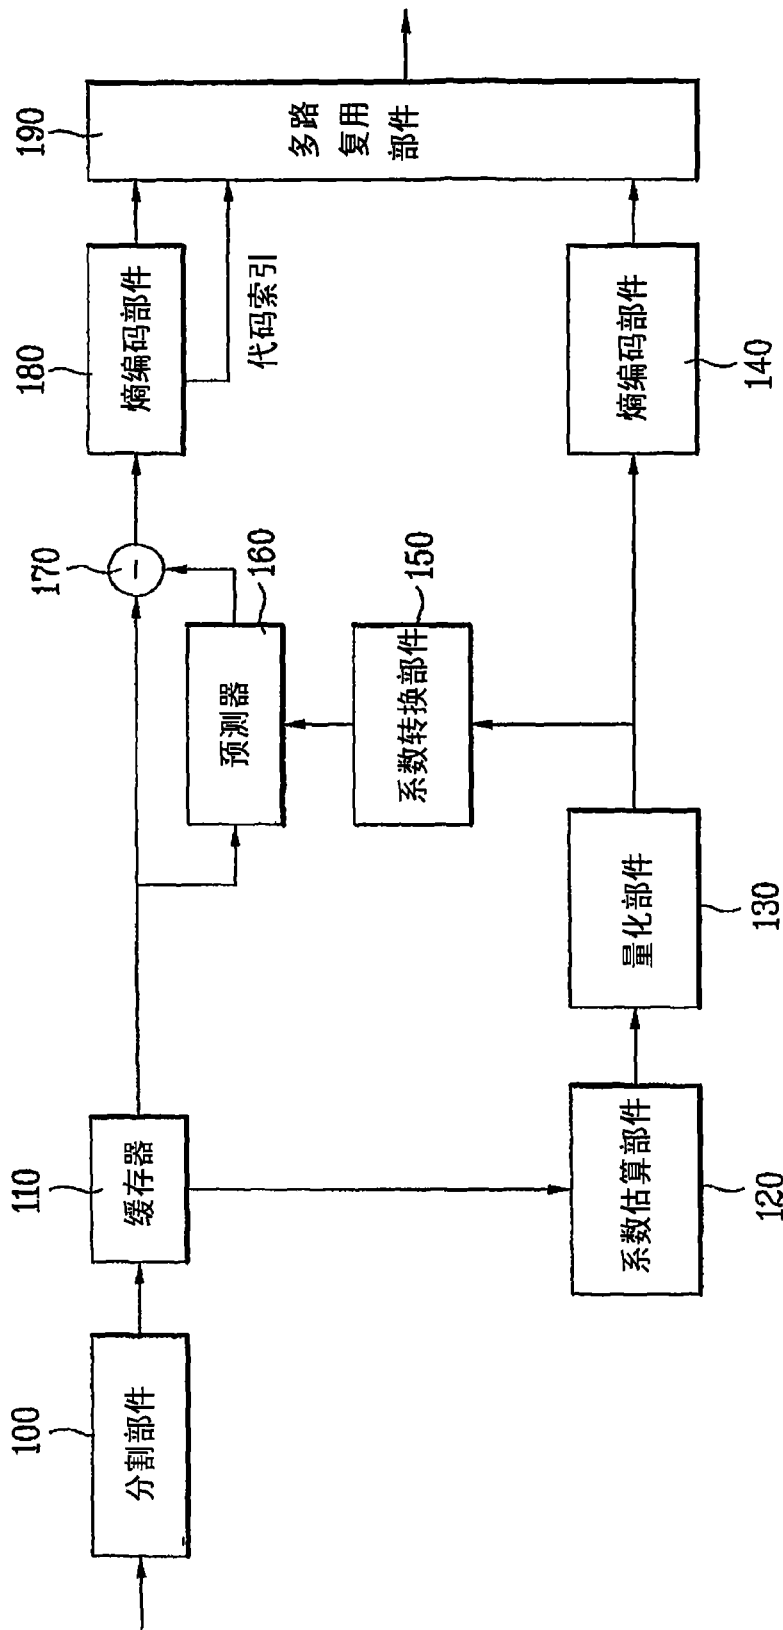 100
分割部件
110
缓存器
170
180
熵编码部件
190
多路
复用
部件
代码索引
预测器
160
系数转换部件
150
系数估算部件
120
量化部件
130
熵编码部件
140